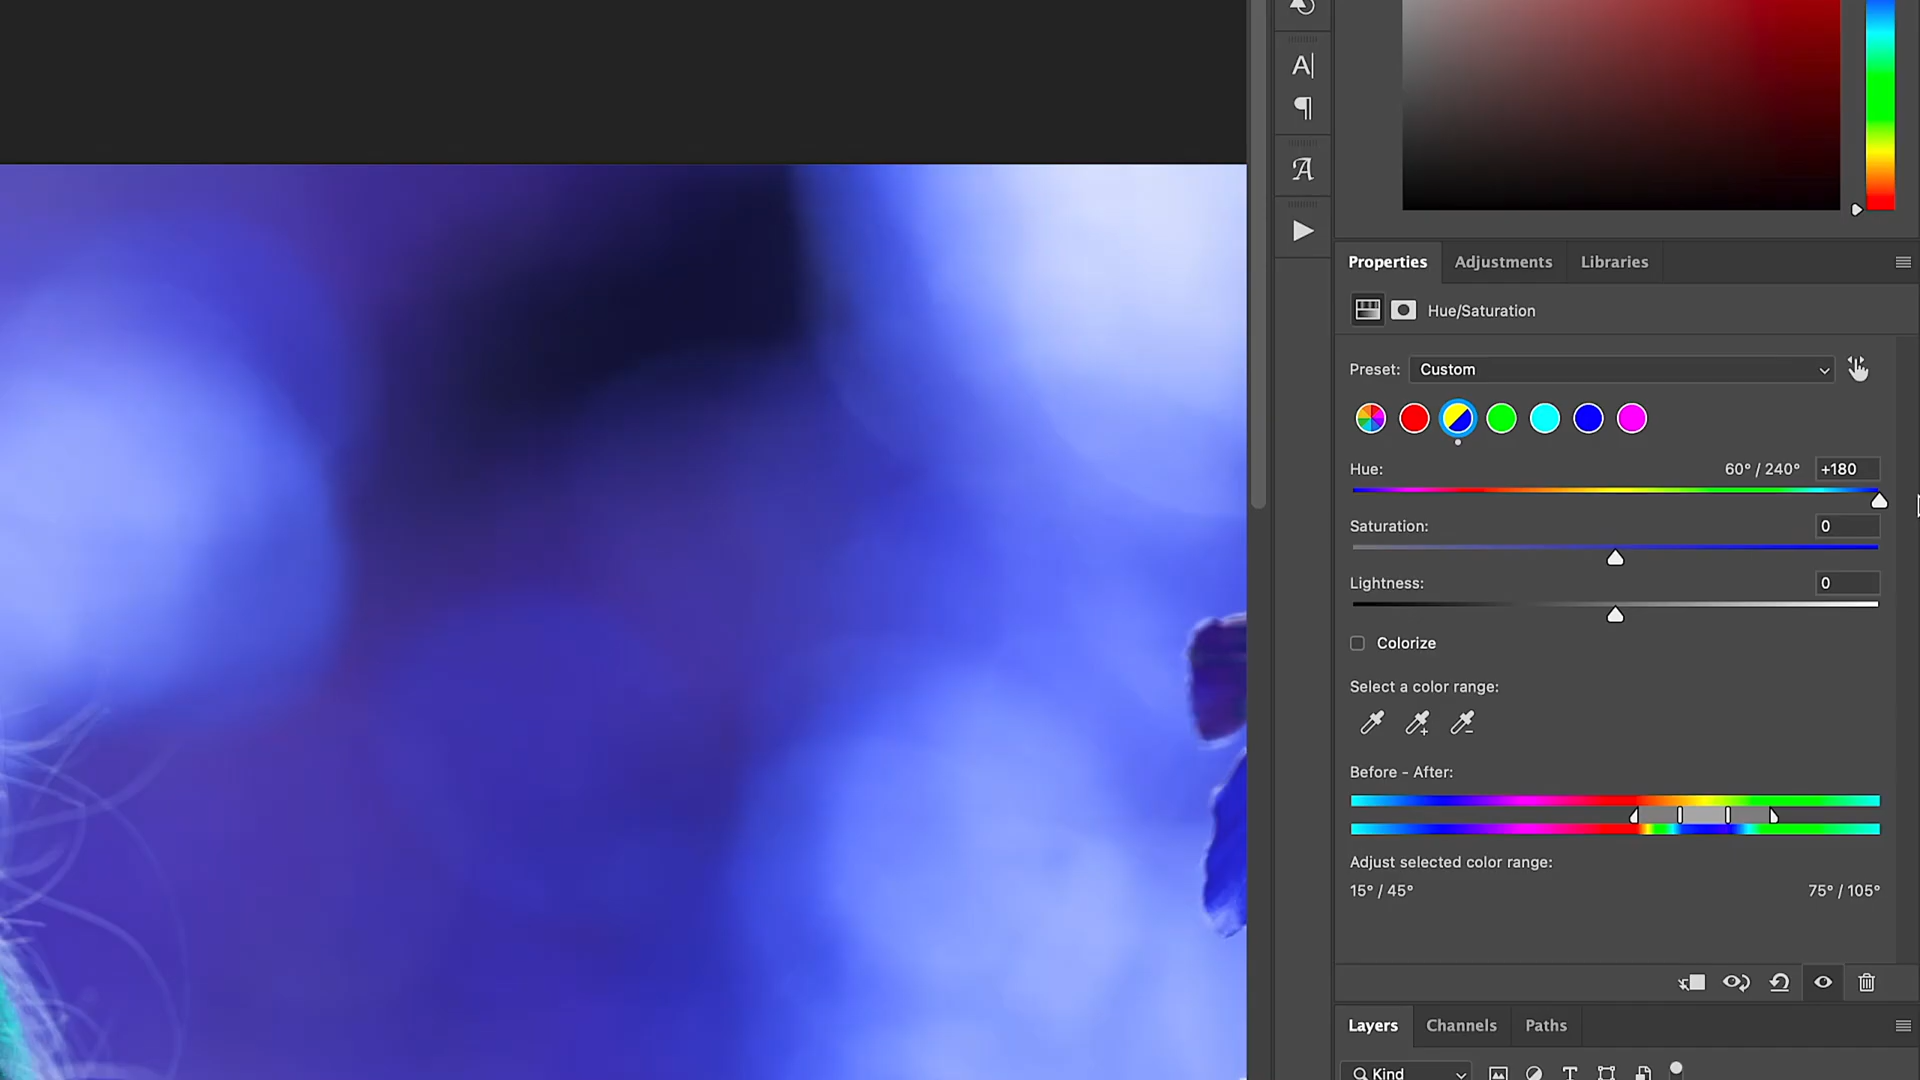 Properties
Adjustments
Libraries
Hue/Saturation
Preset:
Custom
Hue:
60° / 240°
+180
Saturation:
0
Lightness:
0
Colorize
Select a color range:
Before - After:
Adjust selected color range:
15° / 45°
75° / 105°
Layers
Channels
Paths
Kind